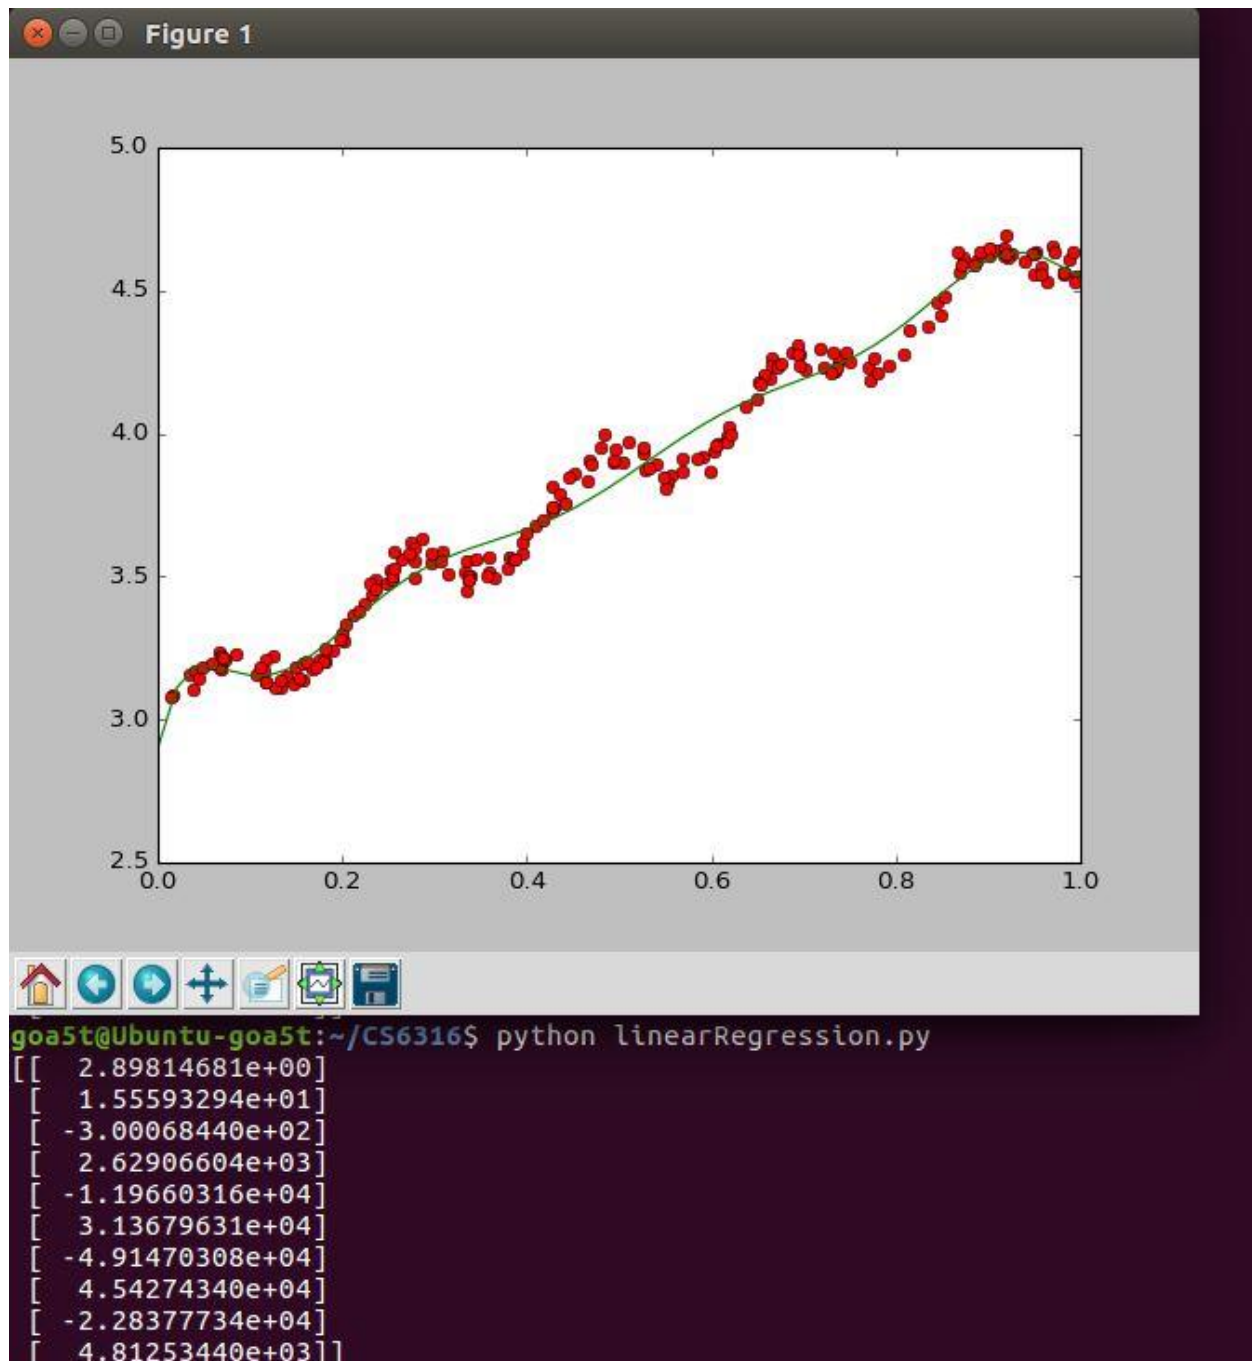 Figure 1
5.0
4.5
4.0
3.5
3.0
2.5
0.0 0.2 0.4 0.6 0.8 1.0
goa5t@Ubuntu-goa5t:~/CS6316$ python linearRegression.py
[[ 2.89814681e+00]
[ 1.55593294e+01]
[ -3.00068440e+02]
[ 2.62906604e+03]
[ -1.19660316e+04]
[ 3.13679631e+04]
[ -4.91470308e+04]
[ 4.54274340e+04]
[ -2.28377734e+04]
[ 4.81253440e+03]]